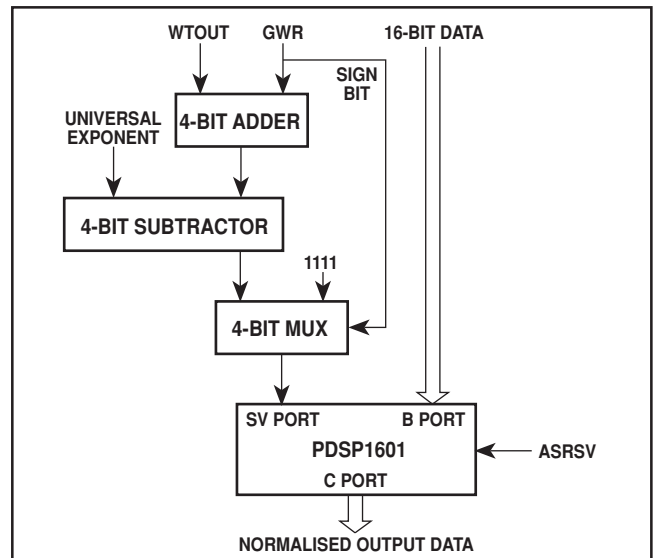 WTOUT
GWR
16-BIT DATA
SIGN
BIT
UNIVERSAL
EXPONENT
4-BIT ADDER
4-BIT SUBTRACTOR
1111
4-BIT MUX
SV PORT
B PORT
PDSP1601
ASRSV
C PORT
NORMALISED OUTPUT DATA